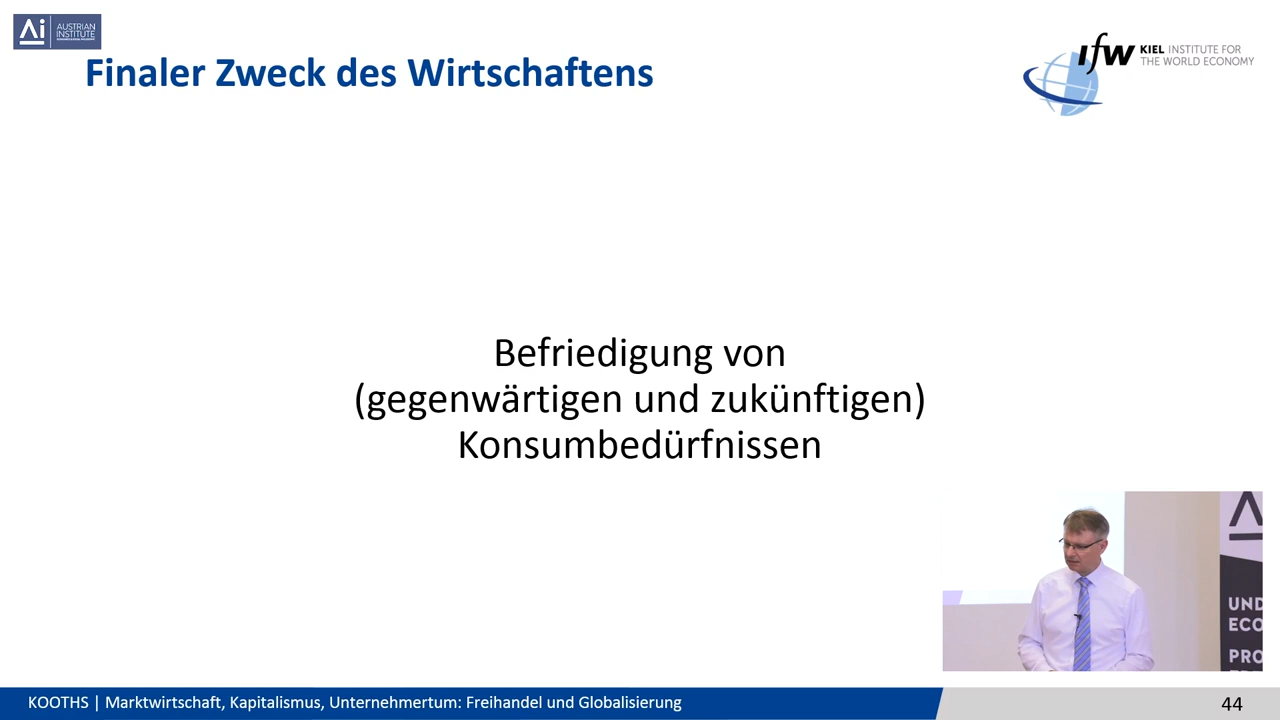 Ai AUSTRIAN
INSTITUTE
Finaler Zweck des Wirtschaftens
IfW KIEL INSTITUTE FOR
THE WORLD ECONOMY
Befriedigung von
(gegenwärtigen und zukünftigen)
Konsumbedürfnissen
UND
ECO
PRO
KOOTHS | Marktwirtschaft, Kapitalismus, Unternehmertum: Freihandel und Globalisierung
44